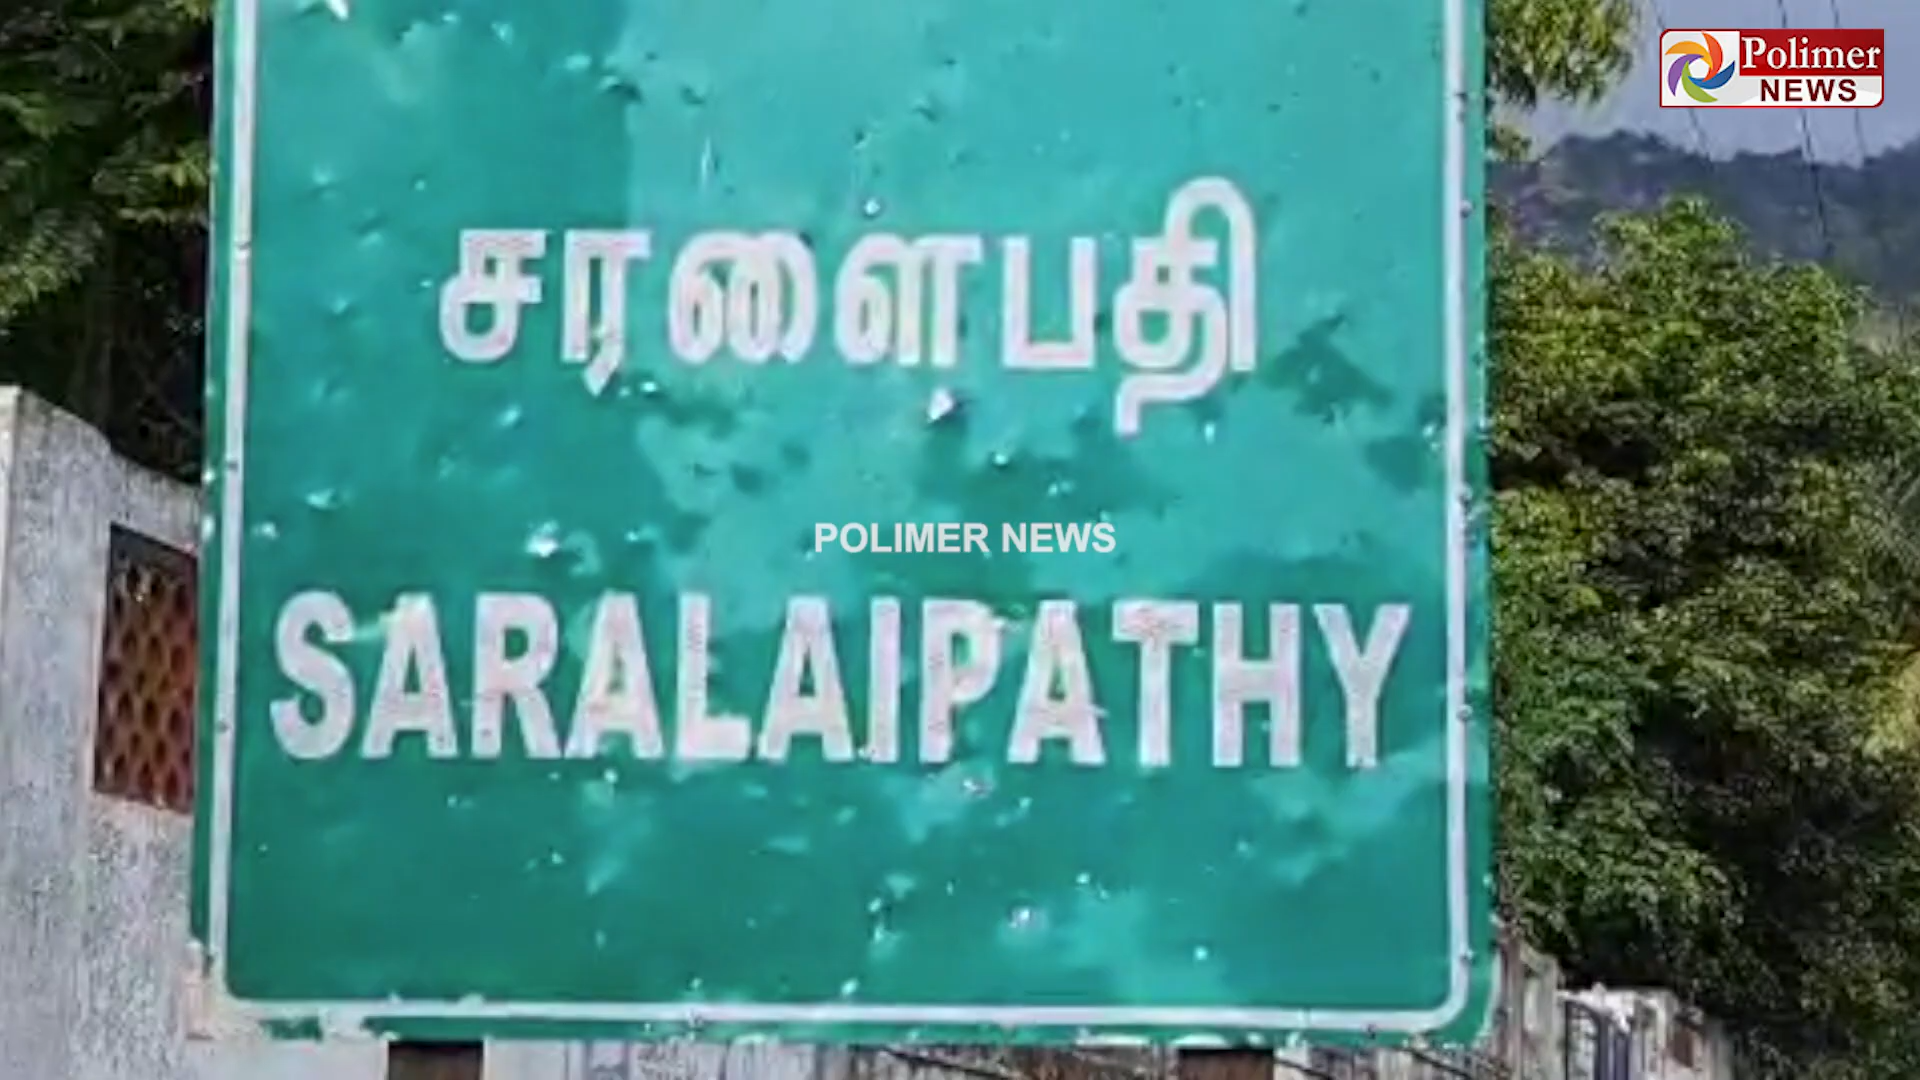 Polimer
NEWS
சரளைபதி
POLIMER NEWS
SARALAIPATHY